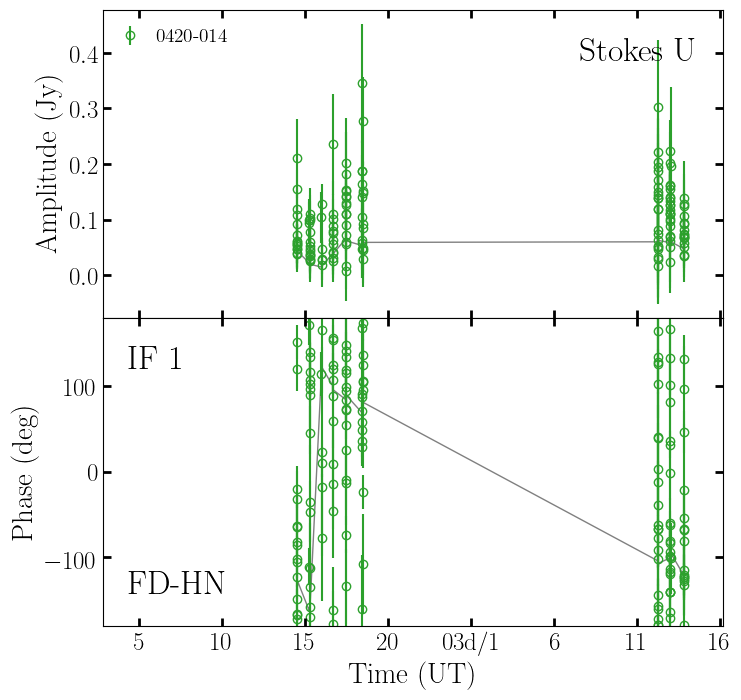 0420-014
Stokes U
Amplitude (Jy)
0.4
0.3
0.2
0.1
0.0
IF 1
FD-HN
Phase (deg)
100
0
−100
5 10 15 20 03d/1 6 11 16
Time (UT)